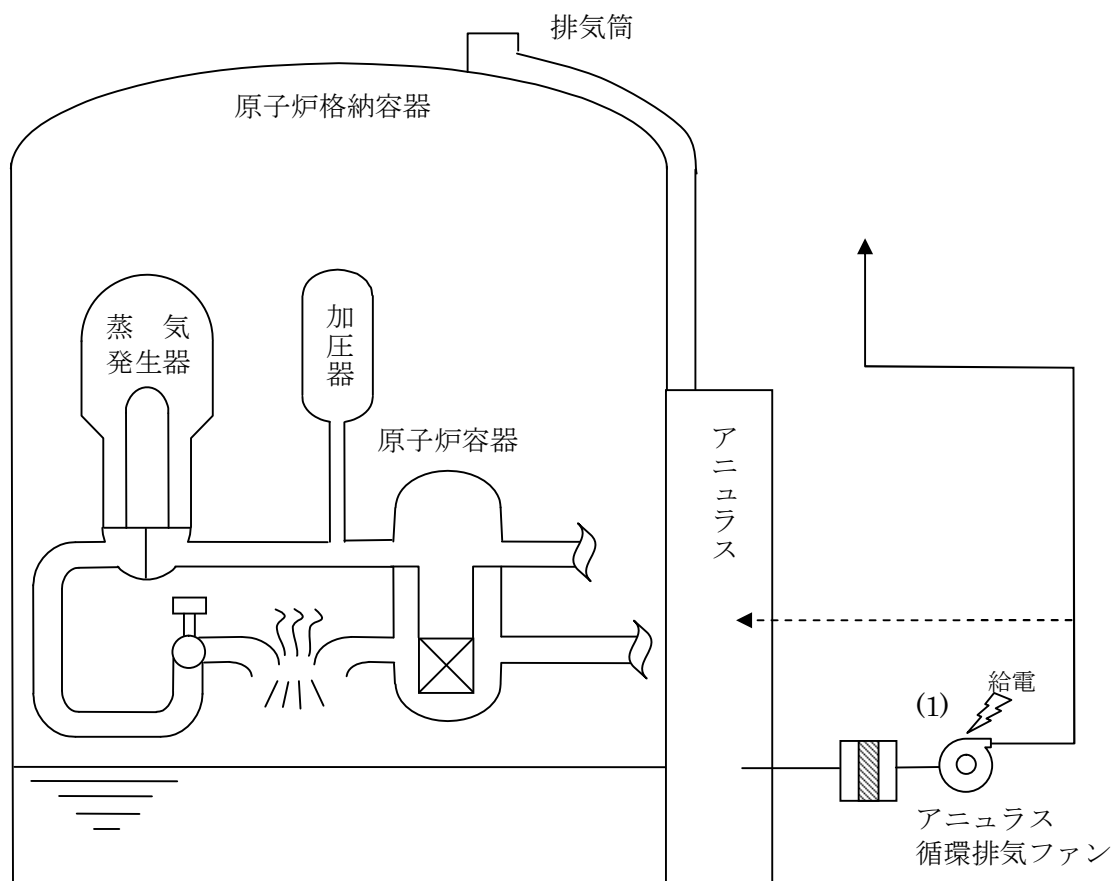 排気筒
原子炉格納容器
蒸　気
発生器
加圧器
原子炉容器
アニュラス
給電
(1)
アニュラス
循環排気ファン